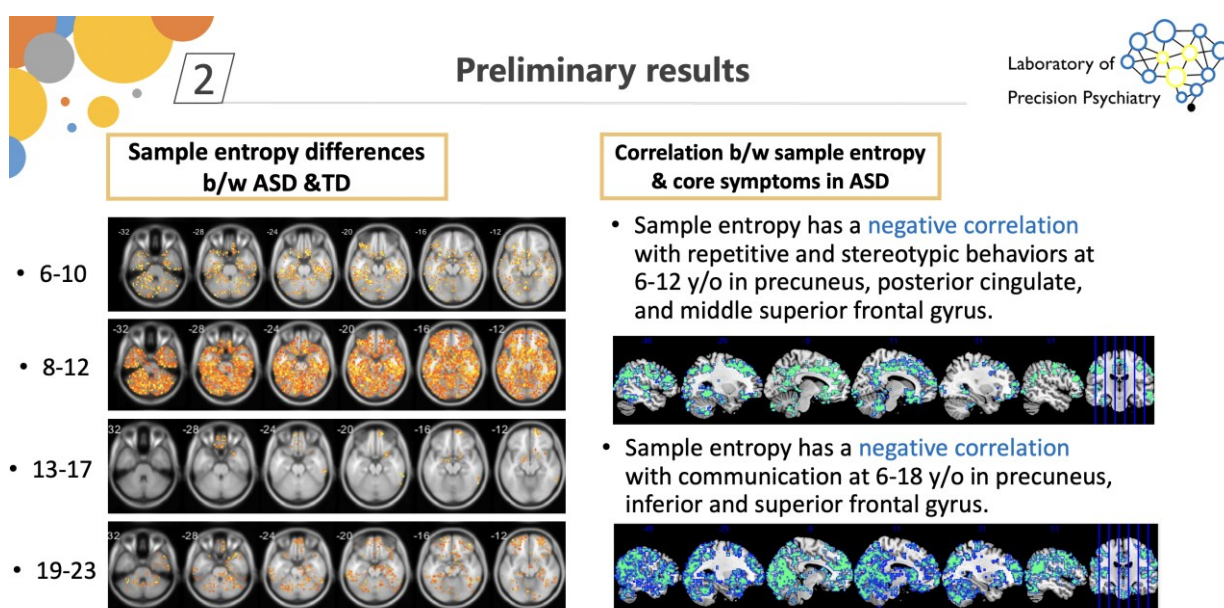 2
Preliminary results
Laboratory of
Precision Psychiatry
Sample entropy differences
b/w ASD &TD
• 6-10
-32 -28 -24 -20 -16 -12
• 8-12
-32 -28 -24 -20 -16 -12
• 13-17
-32 -28 -24 -20 -16 -12
• 19-23
32 -28 -24 -20 -16 -12
Correlation b/w sample entropy
& core symptoms in ASD
• Sample entropy has a negative correlation
with repetitive and stereotypic behaviors at
6-12 y/o in precuneus, posterior cingulate,
and middle superior frontal gyrus.
• Sample entropy has a negative correlation
with communication at 6-18 y/o in precuneus,
inferior and superior frontal gyrus.